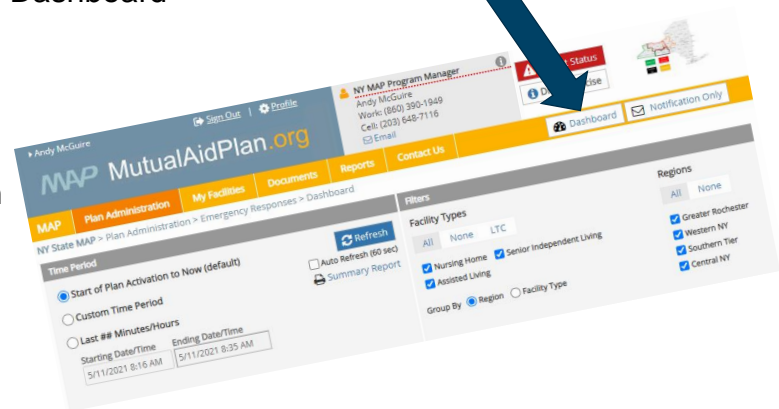 Dashboard
Andy McGuire
Sign Out | Profile
NY MAP Program Manager
Andy McGuire
Work: (860) 390-1949
Cell: (203) 648-7116
Email
Status
Dashboard
Notification Only
MAP MutualAidPlan.org
MAP
Plan Administration
My Facilities
Documents
Reports
Contact Us
NY State MAP > Plan Administration > Emergency Responses > Dashboard
Time Period
Start of Plan Activation to Now (default)
Custom Time Period
Last ## Minutes/Hours
Starting Date/Time
Ending Date/Time
5/11/2021 8:16 AM
5/11/2021 8:35 AM
Refresh
Auto Refresh (60 sec)
Summary Report
Filters
Facility Types
All
None
LTC
Nursing Home
Senior Independent Living
Assisted Living
Group By
Region
Facility Type
Regions
All
None
Greater Rochester
Western NY
Southern Tier
Central NY